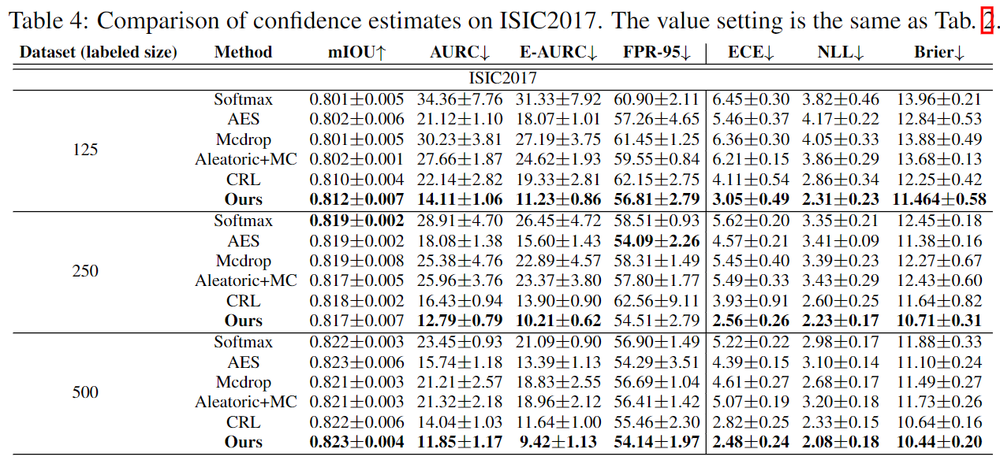 Table 4: Comparison of confidence estimates on ISIC2017. The value setting is the same as Tab. 2.
Dataset (labeled size) Method mIOU↑ AURC↓ E-AURC↓ FPR-95↓ ECE↓ NLL↓ Brier↓
ISIC2017
Softmax 0.801±0.005 34.36±7.76 31.33±7.92 60.90±2.11 6.45±0.30 3.82±0.46 13.96±0.21
AES 0.802±0.006 21.12±1.10 18.07±1.01 57.26±4.65 5.46±0.37 4.17±0.22 12.84±0.53
125 Mcdrop 0.801±0.005 30.23±3.81 27.19±3.75 61.45±1.25 6.36±0.30 4.05±0.33 13.88±0.49
Aleatoric+MC 0.802±0.001 27.66±1.87 24.62±1.93 59.55±0.84 6.21±0.15 3.86±0.29 13.68±0.13
CRL 0.810±0.004 22.14±2.82 19.33±2.81 62.15±2.75 4.11±0.54 2.86±0.34 12.25±0.42
Ours 0.812±0.007 14.11±1.06 11.23±0.86 56.81±2.79 3.05±0.49 2.31±0.23 11.464±0.58
Softmax 0.819±0.002 28.91±4.70 26.45±4.72 58.51±0.93 5.62±0.20 3.35±0.21 12.45±0.18
AES 0.819±0.002 18.08±1.38 15.60±1.43 54.09±2.26 4.57±0.21 3.41±0.09 11.38±0.16
250 Mcdrop 0.819±0.008 25.38±4.76 22.89±4.57 58.31±1.49 5.45±0.40 3.39±0.23 12.27±0.67
Aleatoric+MC 0.817±0.005 25.96±3.76 23.37±3.80 57.80±1.77 5.49±0.33 3.43±0.29 12.43±0.60
CRL 0.818±0.002 16.43±0.94 13.90±0.90 62.56±9.11 3.93±0.91 2.60±0.25 11.64±0.82
Ours 0.817±0.007 12.79±0.79 10.21±0.62 54.51±2.79 2.56±0.26 2.23±0.17 10.71±0.31
Softmax 0.822±0.003 23.45±0.93 21.09±0.90 56.90±1.49 5.22±0.22 2.98±0.17 11.88±0.33
AES 0.823±0.006 15.74±1.18 13.39±1.13 54.29±3.51 4.39±0.15 3.10±0.14 11.10±0.24
500 Mcdrop 0.821±0.003 21.21±2.57 18.83±2.55 56.69±1.04 4.61±0.27 2.68±0.17 11.49±0.27
Aleatoric+MC 0.821±0.003 21.32±2.18 18.96±2.12 56.41±1.42 5.07±0.19 3.20±0.18 11.73±0.26
CRL 0.822±0.006 14.04±1.03 11.64±1.00 55.46±2.30 2.82±0.25 2.33±0.15 10.64±0.16
Ours 0.823±0.004 11.85±1.17 9.42±1.13 54.14±1.97 2.48±0.24 2.08±0.18 10.44±0.20